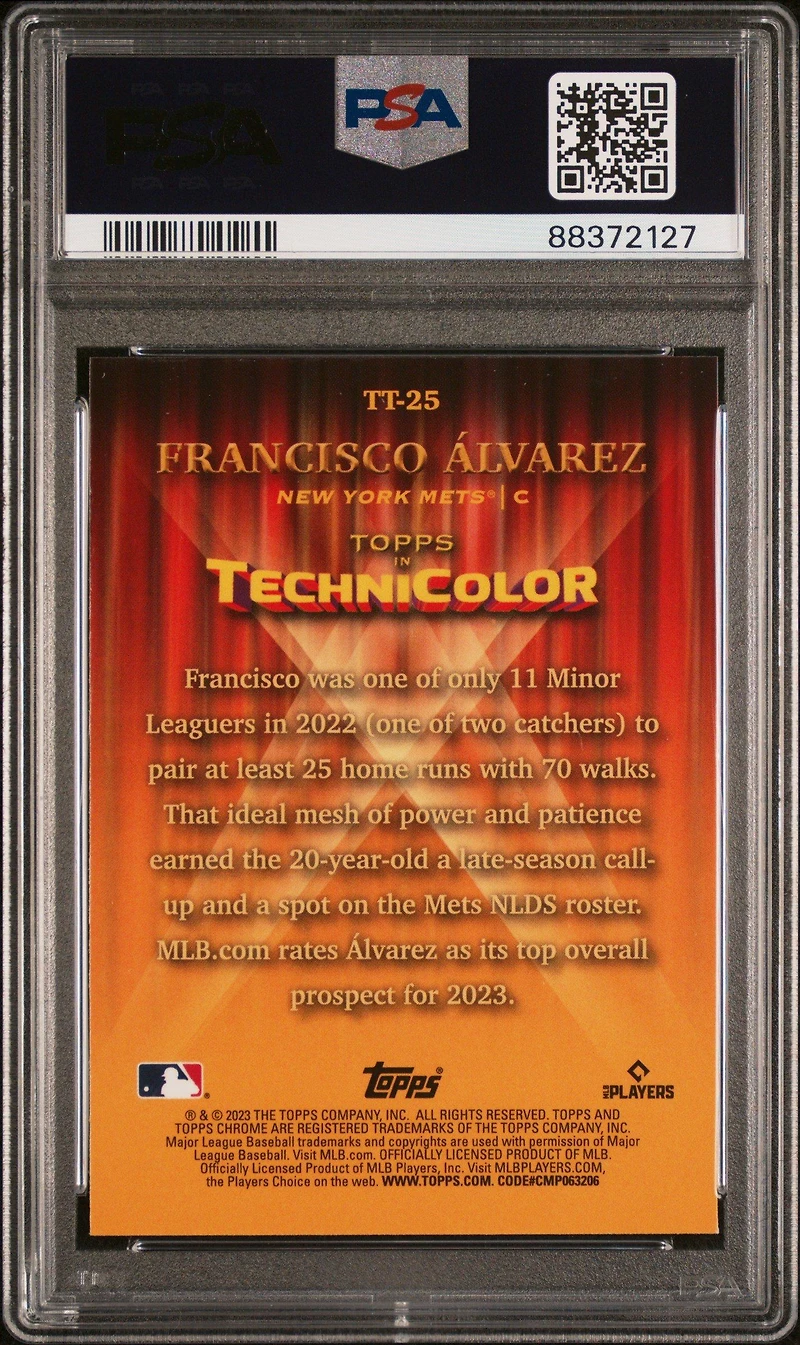 PSA
88372127
TT-25
FRANCISCO ÁLVAREZ
NEW YORK METS® | C
TOPPS
IN
TECHNICOLOR
Francisco was one of only 11 Minor
Leaguers in 2022 (one of two catchers) to
pair at least 25 home runs with 70 walks.
That ideal mesh of power and patience
earned the 20-year-old a late-season call-
up and a spot on the Mets NLDS roster.
MLB.com rates Álvarez as its top overall
prospect for 2023.
topps®
MLB PLAYERS
® & © 2023 THE TOPPS COMPANY, INC. ALL RIGHTS RESERVED. TOPPS AND
TOPPS CHROME ARE REGISTERED TRADEMARKS OF THE TOPPS COMPANY, INC.
Major League Baseball trademarks and copyrights are used with permission of Major
League Baseball. Visit MLB.com. OFFICIALLY LICENSED PRODUCT OF MLB.
Officially Licensed Product of MLB Players, Inc. Visit MLBPLAYERS.COM,
the Players Choice on the web. WWW.TOPPS.COM. CODE#CMP063206
PSA